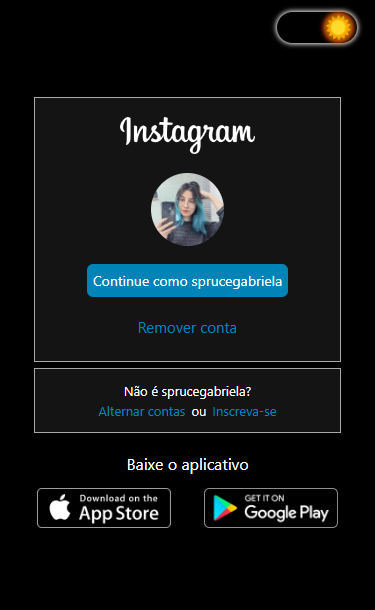 Instagram
Continue como sprucegabriela
Remover conta
Não é sprucegabriela?
Alternar contas ou Inscreva-se
Baixe o aplicativo
Download on the
App Store
GET IT ON
Google Play